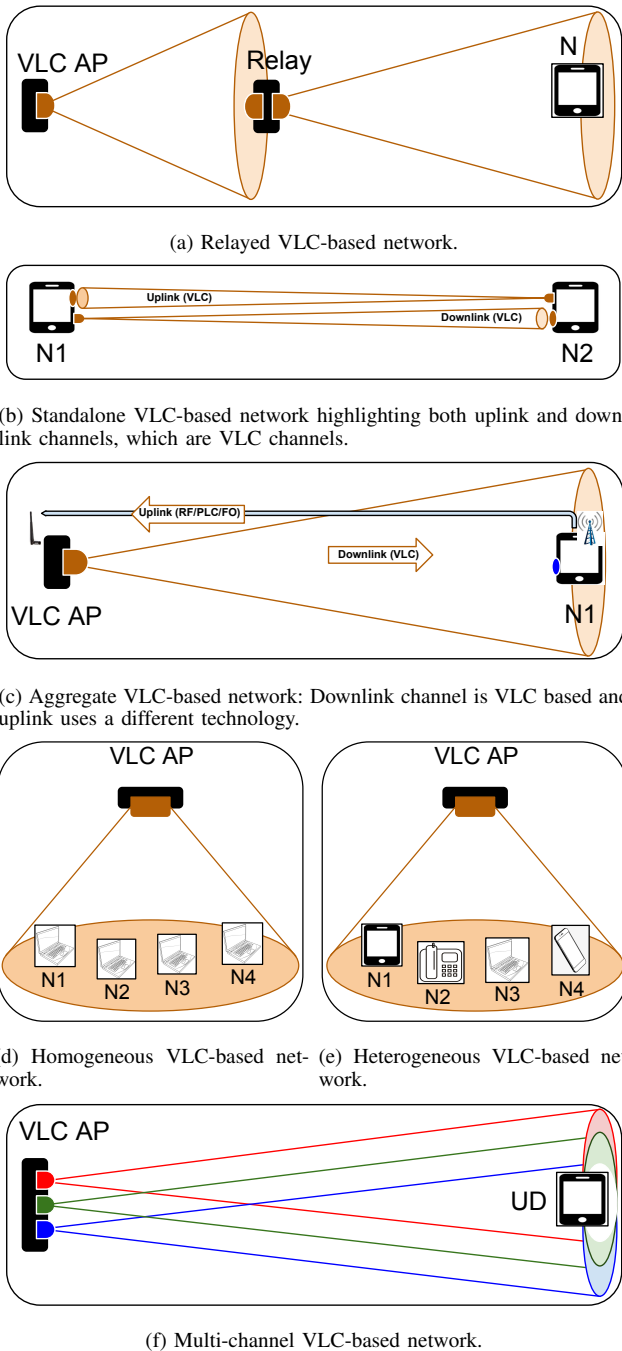 VLC AP
Relay
N
(a) Relayed VLC-based network.
Uplink (VLC)
Downlink (VLC)
N1
N2
(b) Standalone VLC-based network highlighting both uplink and down-
link channels, which are VLC channels.
Uplink (RF/PLC/FO)
Downlink (VLC)
VLC AP
N1
(c) Aggregate VLC-based network: Downlink channel is VLC based and
uplink uses a different technology.
VLC AP
N1
N2
N3
N4
VLC AP
N1
N2
N3
N4
(d) Homogeneous VLC-based net-
work.
(e) Heterogeneous VLC-based net
work.
VLC AP
UD
(f) Multi-channel VLC-based network.